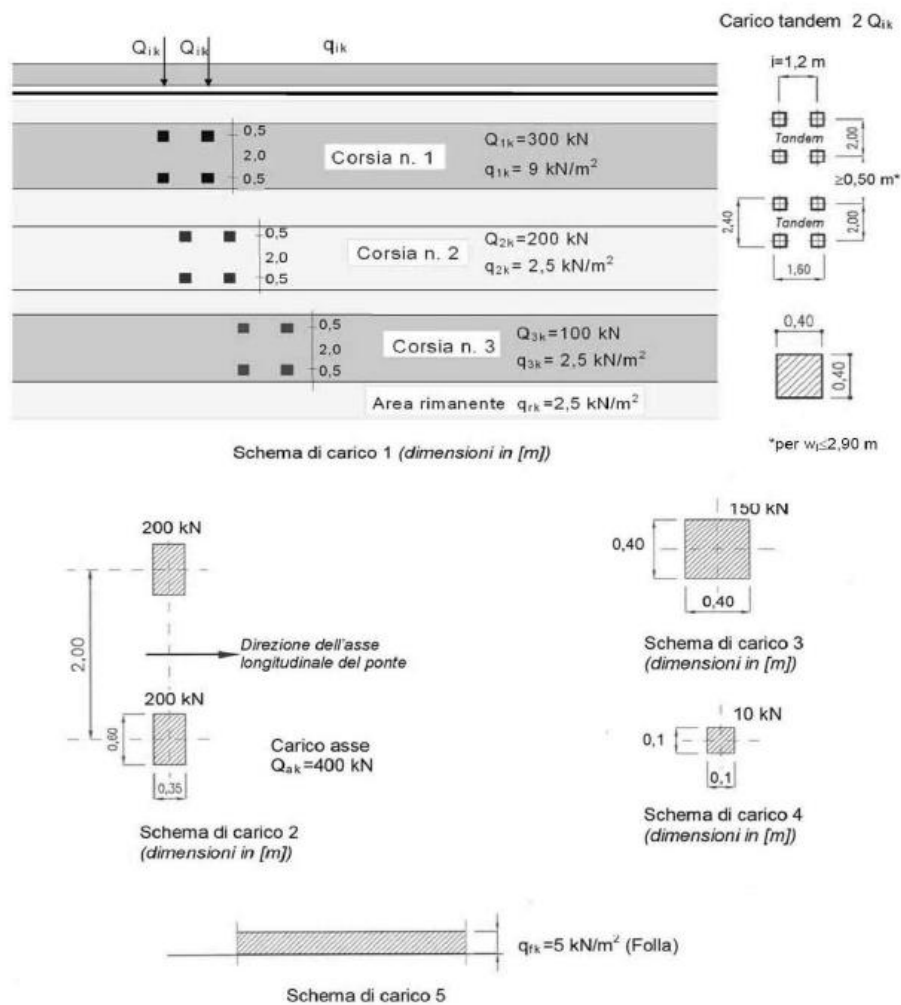 Carico tandem 2 Qik
Qik Qik qik
i=1,2 m
0,5
2,0
0,5
Corsia n. 1
Q1k=300 kN
q1k= 9 kN/m²
Tandem
2,00
≥0,50 m*
0,5
2,0
0,5
Corsia n. 2
Q2k=200 kN
q2k= 2,5 kN/m²
2,40
Tandem
2,00
1,60
0,5
2,0
0,5
Corsia n. 3
Q3k=100 kN
q3k= 2,5 kN/m²
0,40
0,40
Area rimanente qrk=2,5 kN/m²
Schema di carico 1 (dimensioni in [m])
*per wl≤2,90 m
200 kN
2,00
Direzione dell'asse
longitudinale del ponte
200 kN
0,60
0,35
Carico asse
Qak=400 kN
Schema di carico 2
(dimensioni in [m])
150 kN
0,40
0,40
Schema di carico 3
(dimensioni in [m])
10 kN
0,1
0,1
Schema di carico 4
(dimensioni in [m])
qfk=5 kN/m² (Folla)
Schema di carico 5